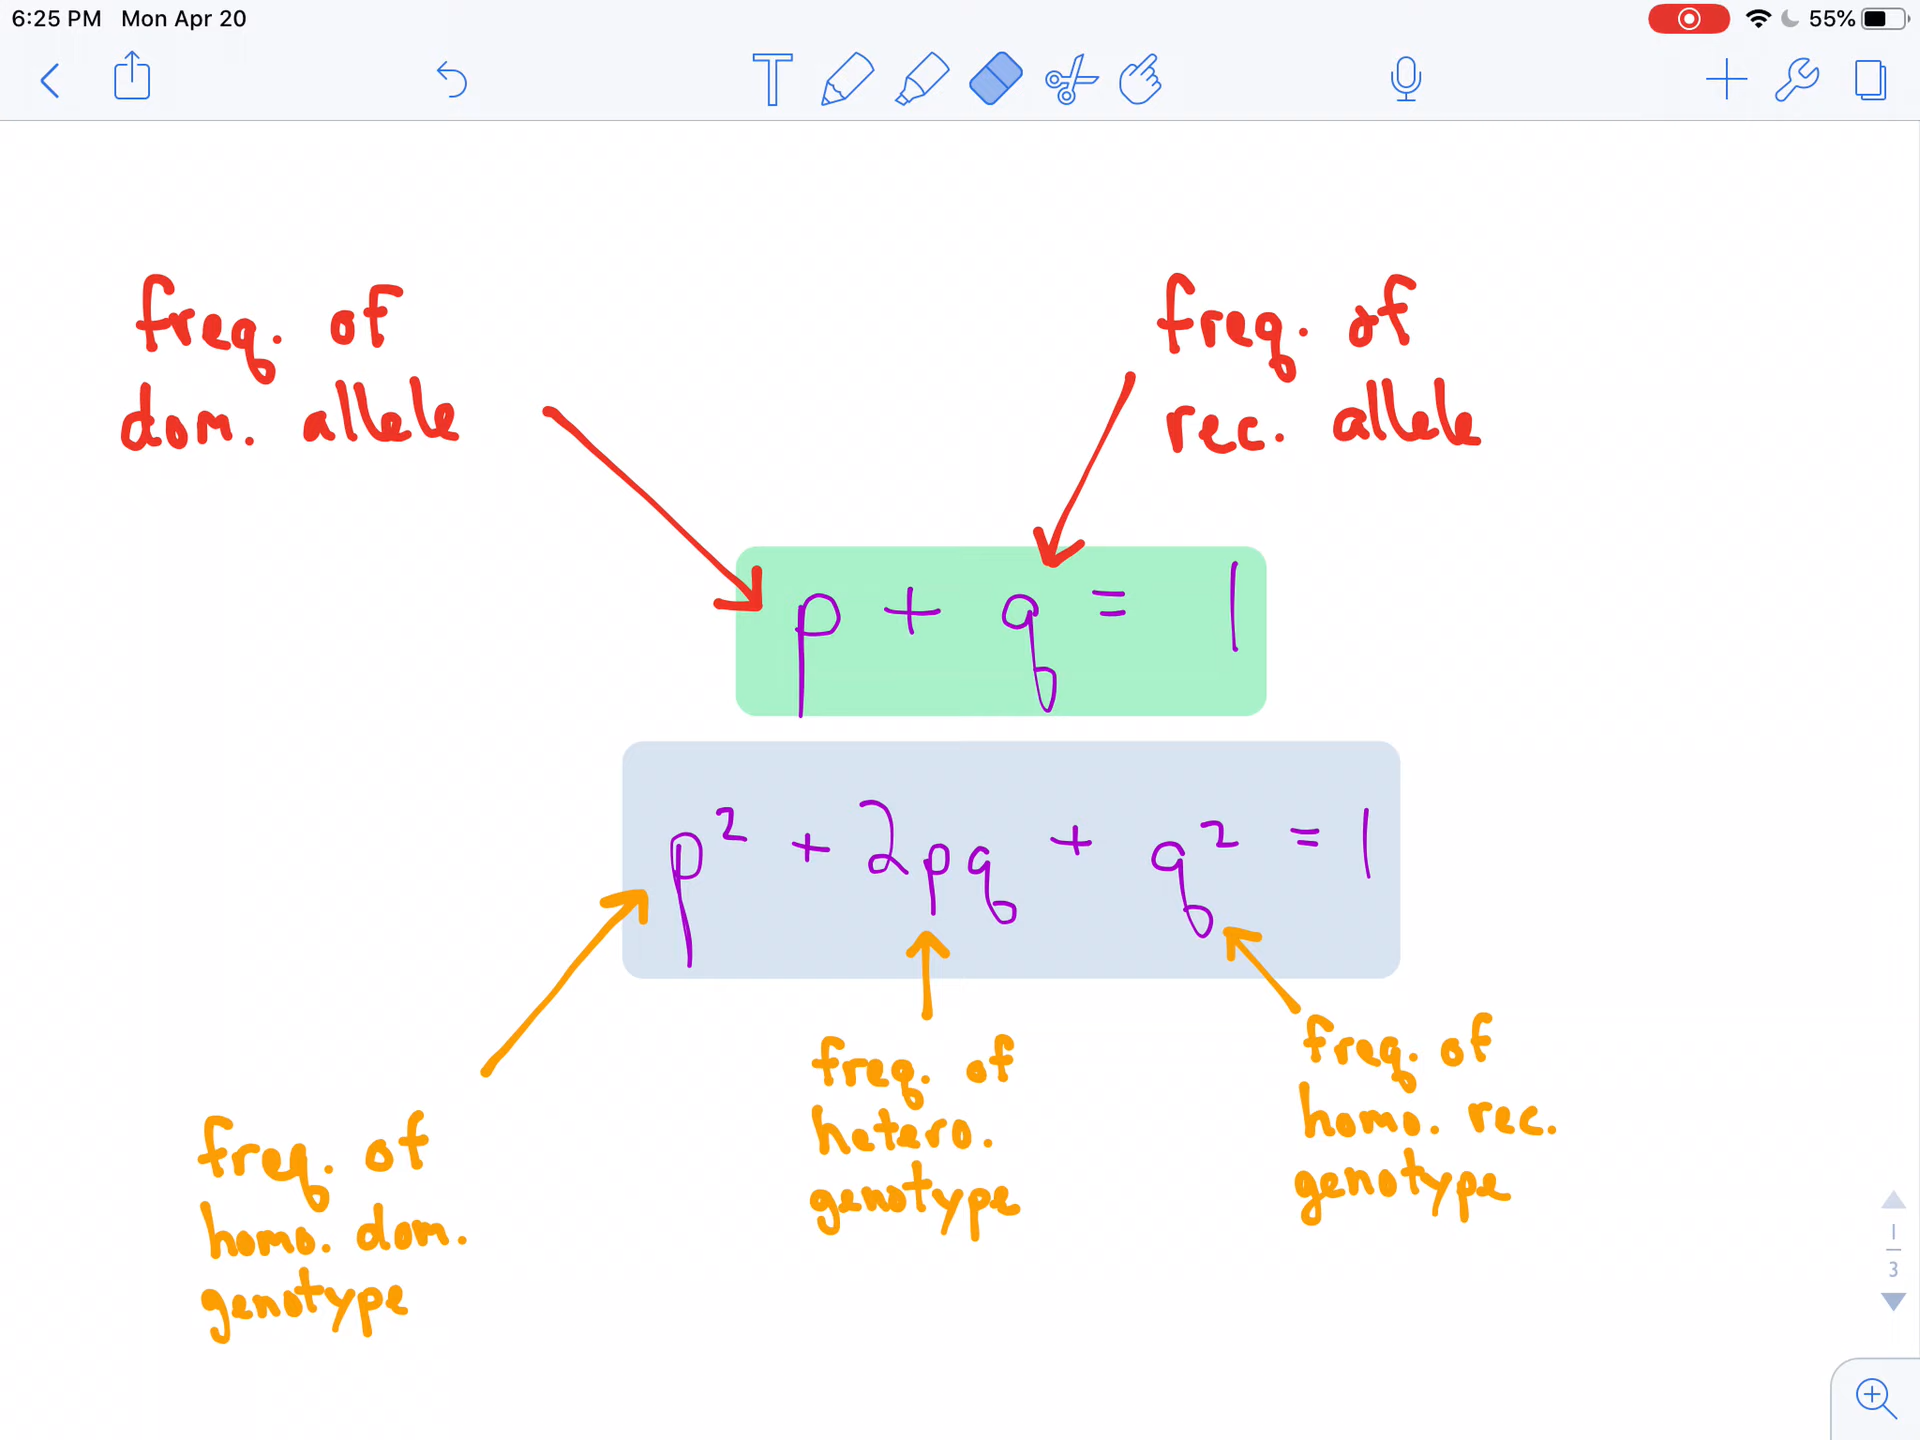 6:25 PM Mon Apr 20
55%
T
freq. of
dom. allele
freq. of
rec. allele
p + q = 1
p² + 2pq + q² = 1
freq. of
homo. dom.
genotype
freq. of
hetero.
genotype
freq. of
homo. rec.
genotype
1
3